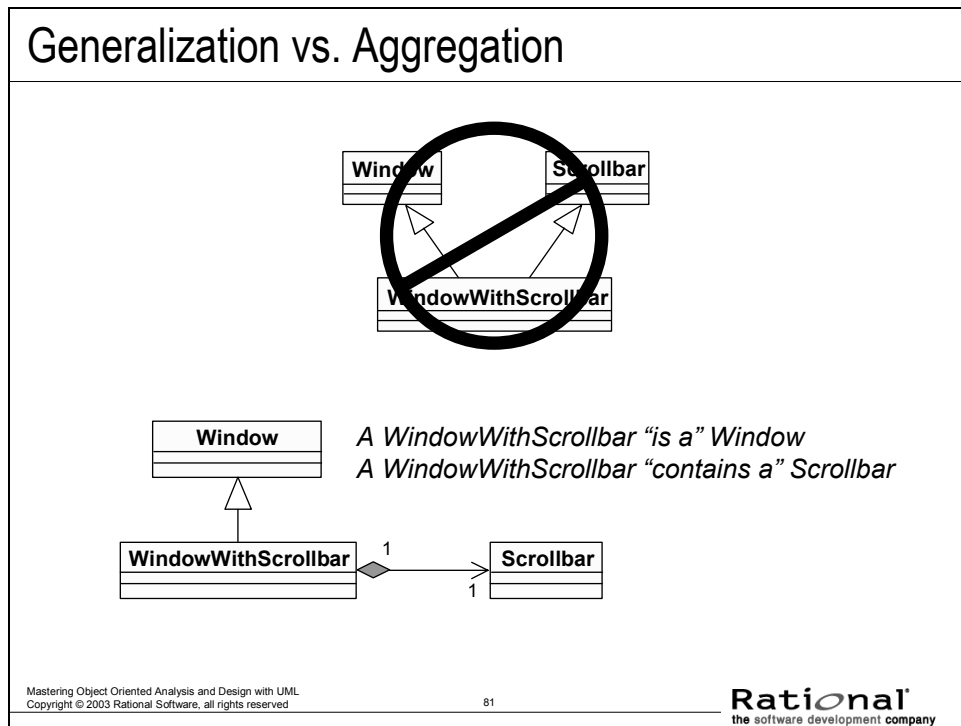 Generalization vs. Aggregation
Window
Scrollbar
WindowWithScrollbar
Window
A WindowWithScrollbar “is a” Window
A WindowWithScrollbar “contains a” Scrollbar
WindowWithScrollbar
1
1
Scrollbar
Mastering Object Oriented Analysis and Design with UML
Copyright © 2003 Rational Software, all rights reserved
81
Rational
the software development company